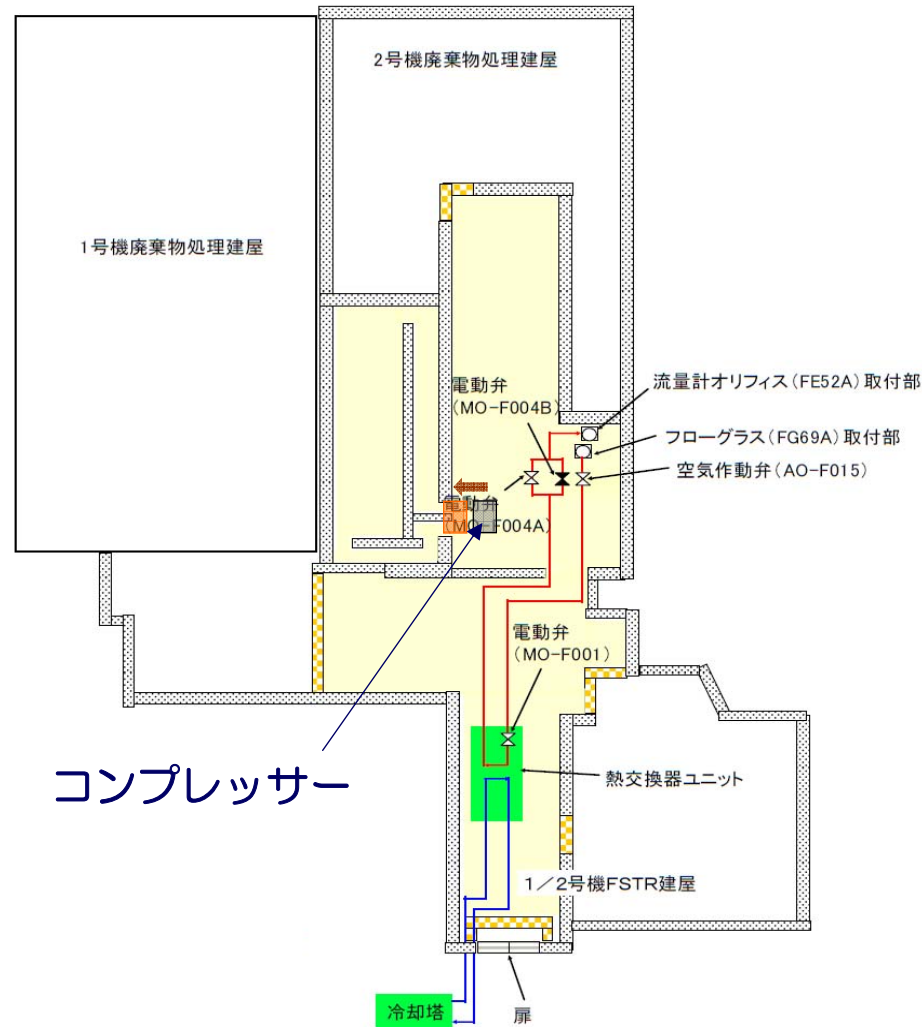 2号機廃棄物処理建屋
1号機廃棄物処理建屋
電動弁
(MO-F004B)
流量計オリフィス(FE52A)取付部
フローグラス(FG69A)取付部
空気作動弁(AO-F015)
電動弁
(MO-F004A)
電動弁
(MO-F001)
コンプレッサー
熱交換器ユニット
1/2号機FSTR建屋
冷却塔
扉